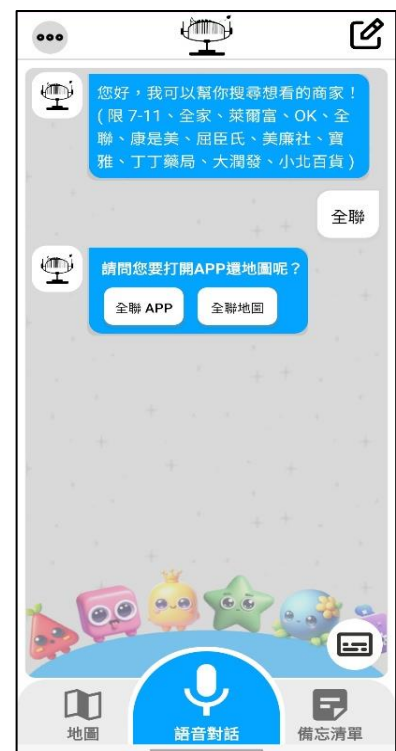 您好，我可以幫你搜尋想看的商家！
( 限 7-11、全家、萊爾富、OK、全
聯、康是美、屈臣氏、美廉社、寶
雅、丁丁藥局、大潤發、小北百貨 )
全聯
請問您要打開APP還地圖呢？
全聯 APP
全聯地圖
地圖
語音對話
備忘清單